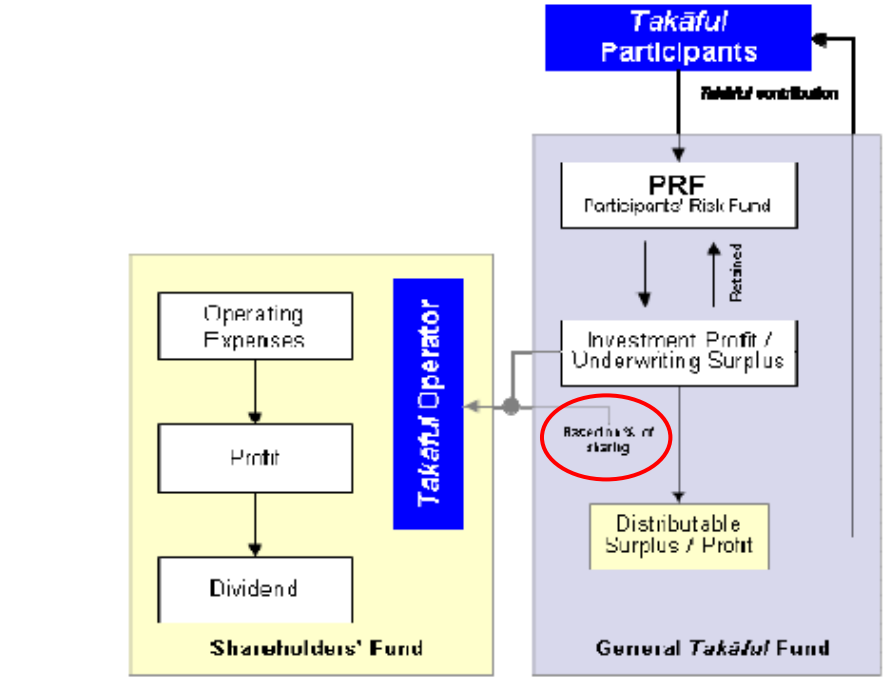 Takāful
Participants
Takāful contribution
PRF
Participants' Risk Fund
Retained
Investment Profit /
Underwriting Surplus
Based on % of
sharing
Distributable
Surplus / Profit
General Takāful Fund
Takāful Operator
Operating
Expenses
Profit
Dividend
Shareholders' Fund